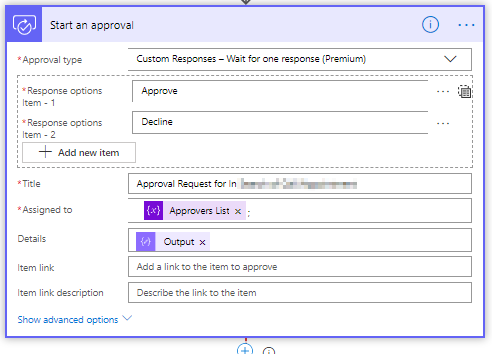 Start an approval
*Approval type
Custom Responses – Wait for one response (Premium)
*Response options
Item - 1
Approve
*Response options
Item - 2
Decline
Add new item
*Title
Approval Request for In
*Assigned to
{x} Approvers List × ;
Details
Output ×
Item link
Add a link to the item to approve
Item link description
Describe the link to the item
Show advanced options